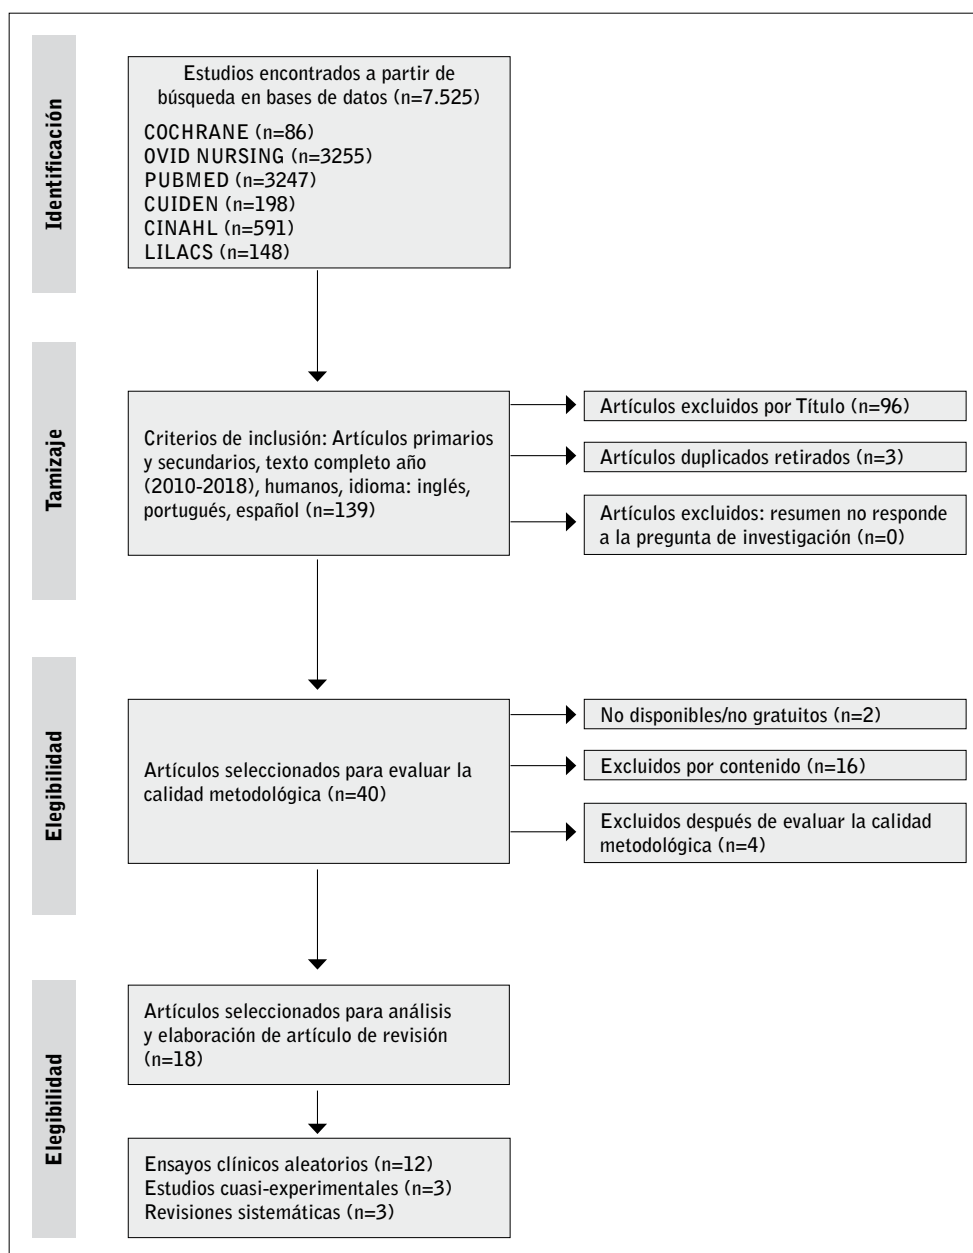 Identificación
Estudios encontrados a partir de
búsqueda en bases de datos (n=7.525)
COCHRANE (n=86)
OVID NURSING (n=3255)
PUBMED (n=3247)
CUIDEN (n=198)
CINAHL (n=591)
LILACS (n=148)
Tamizaje
Criterios de inclusión: Artículos primarios
y secundarios, texto completo año
(2010-2018), humanos, idioma: inglés,
portugués, español (n=139)
Artículos excluidos por Título (n=96)
Artículos duplicados retirados (n=3)
Artículos excluidos: resumen no responde
a la pregunta de investigación (n=0)
Elegibilidad
Artículos seleccionados para evaluar la
calidad metodológica (n=40)
No disponibles/no gratuitos (n=2)
Excluidos por contenido (n=16)
Excluidos después de evaluar la calidad
metodológica (n=4)
Elegibilidad
Artículos seleccionados para análisis
y elaboración de artículo de revisión
(n=18)
Ensayos clínicos aleatorios (n=12)
Estudios cuasi-experimentales (n=3)
Revisiones sistemáticas (n=3)